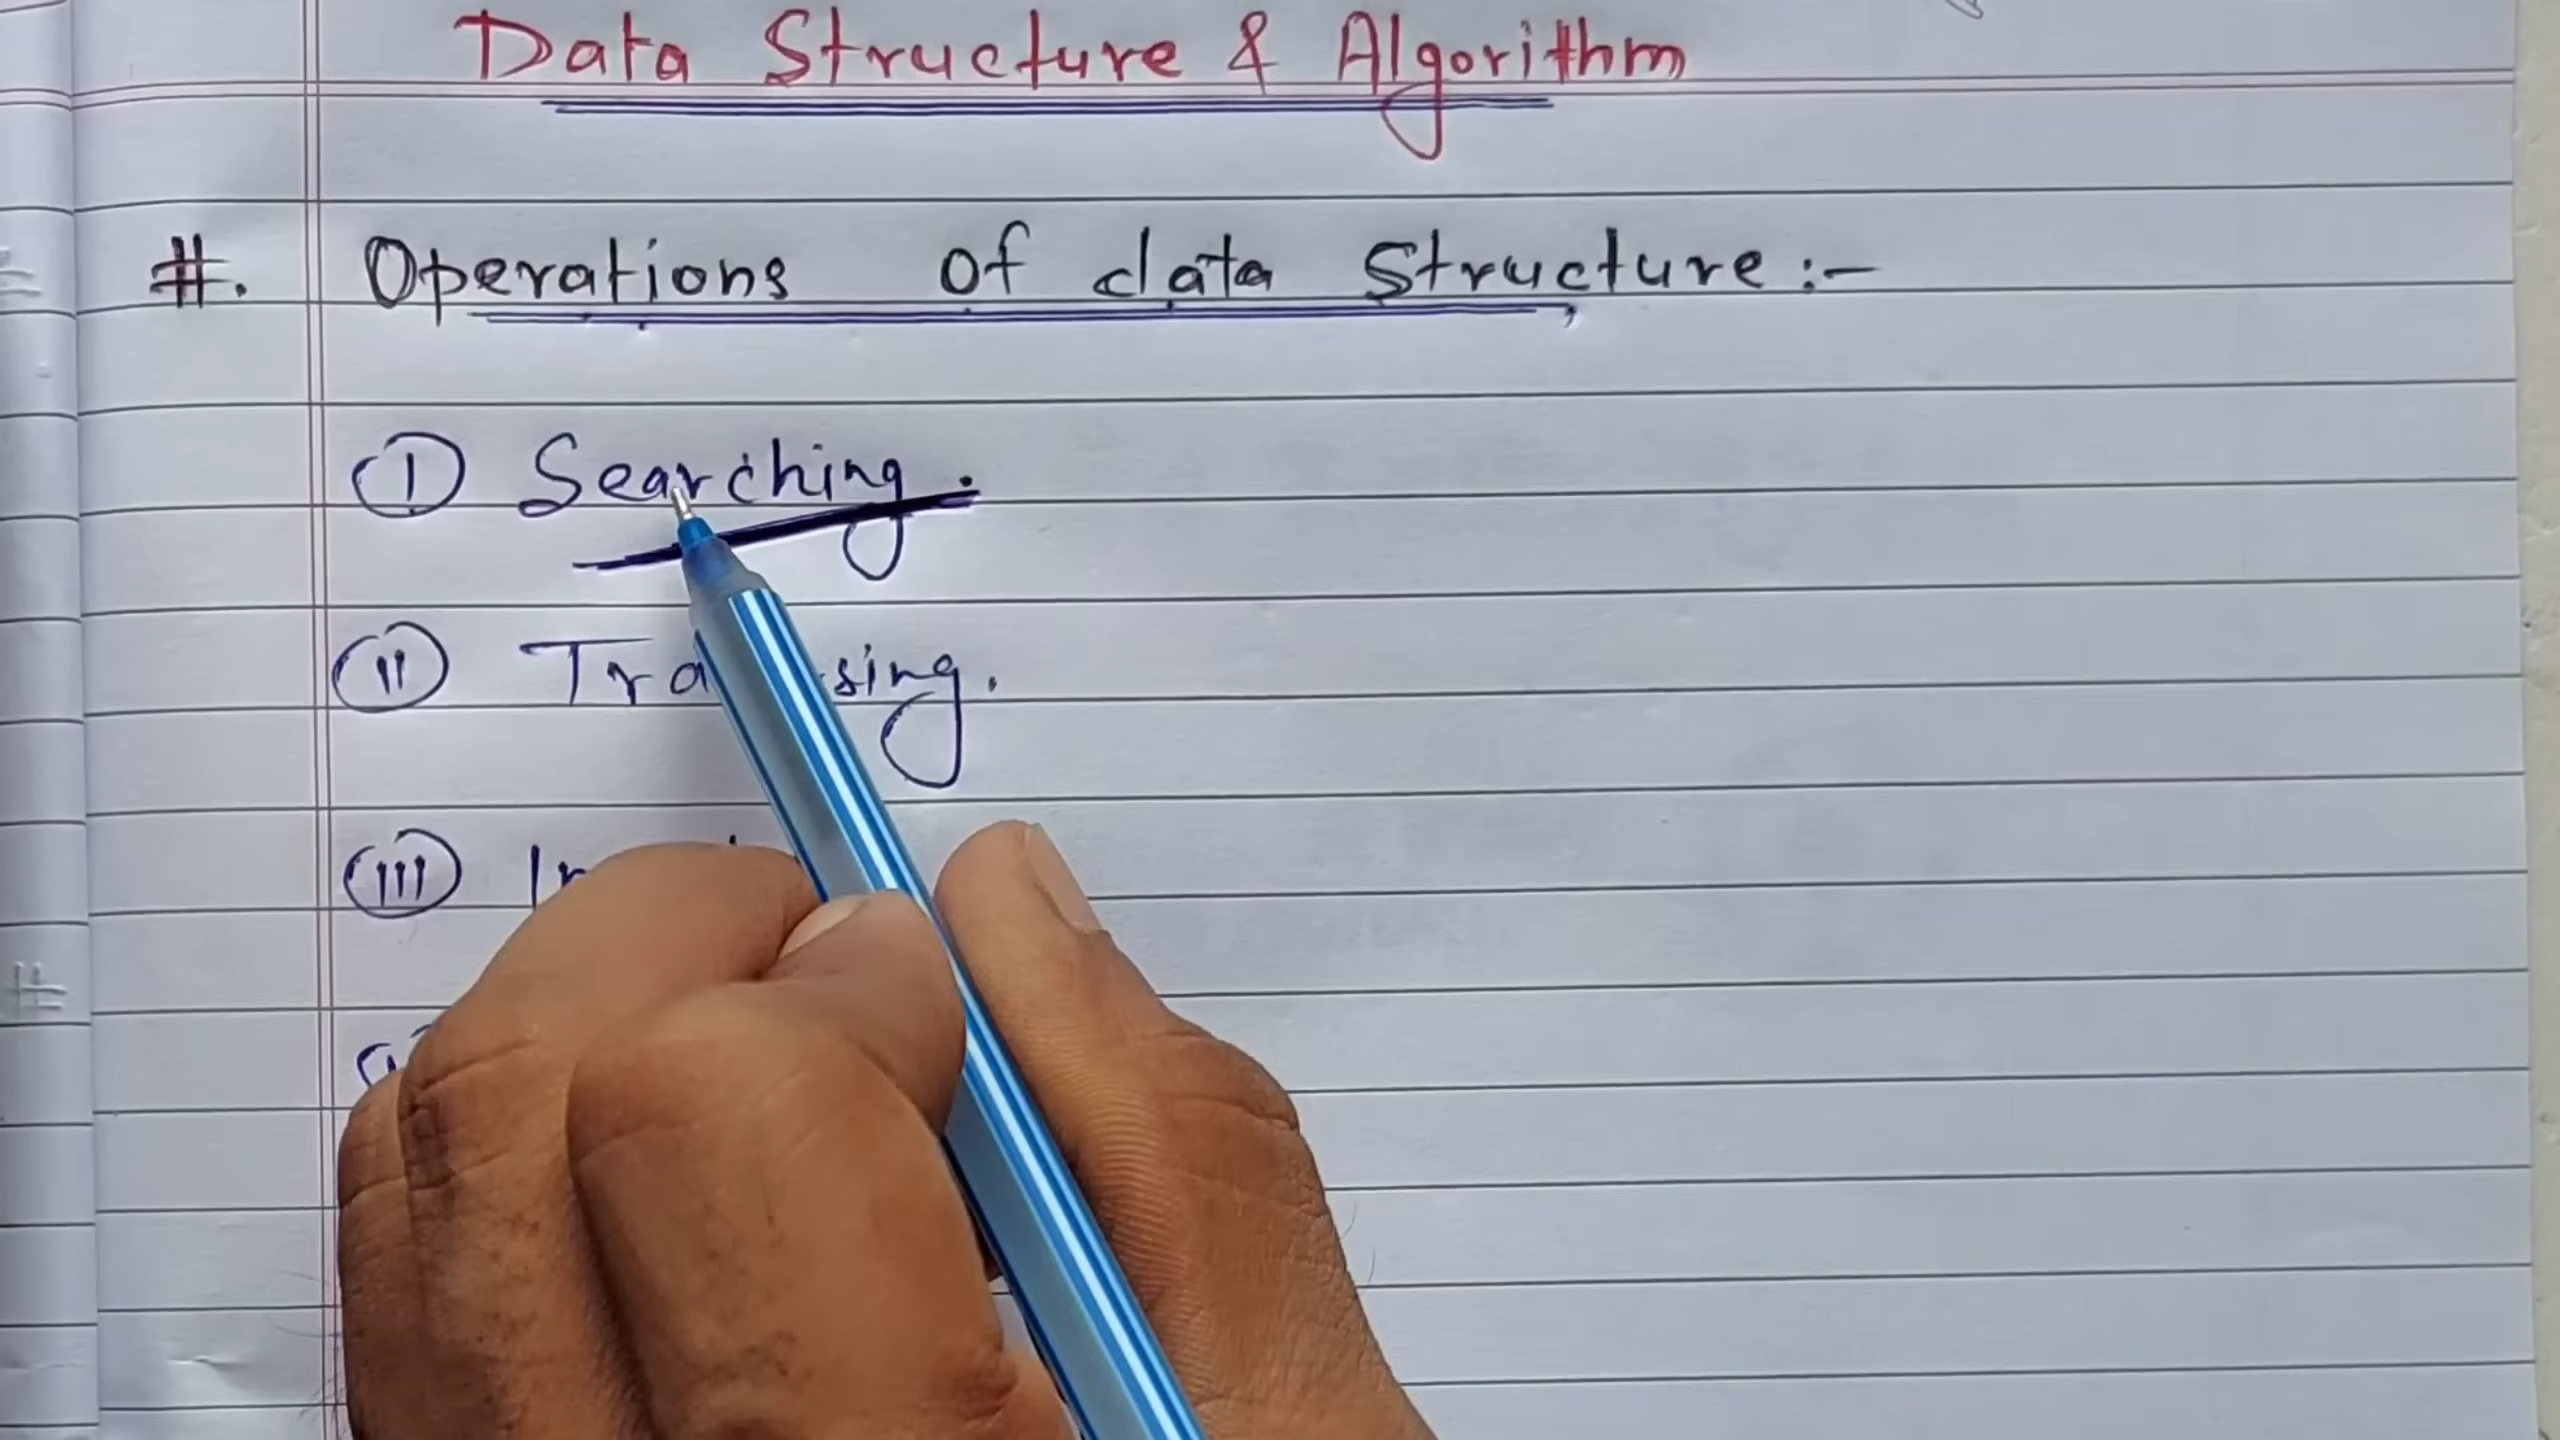 Data Structure & Algorithm
#. Operations of data Structure:-
(I) Searching.
(II)
(III)